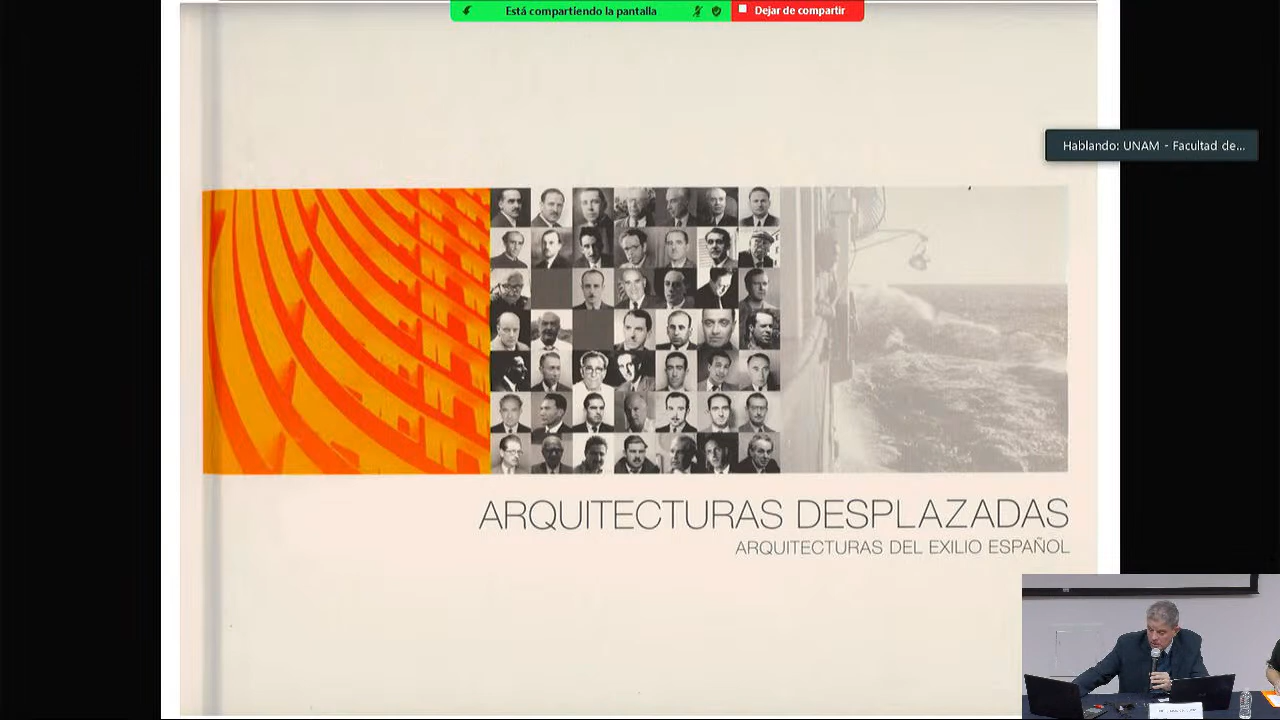 Está compartiendo la pantalla
Dejar de compartir
Hablando: UNAM - Facultad de...
ARQUITECTURAS DESPLAZADAS
ARQUITECTURAS DEL EXILIO ESPAÑOL